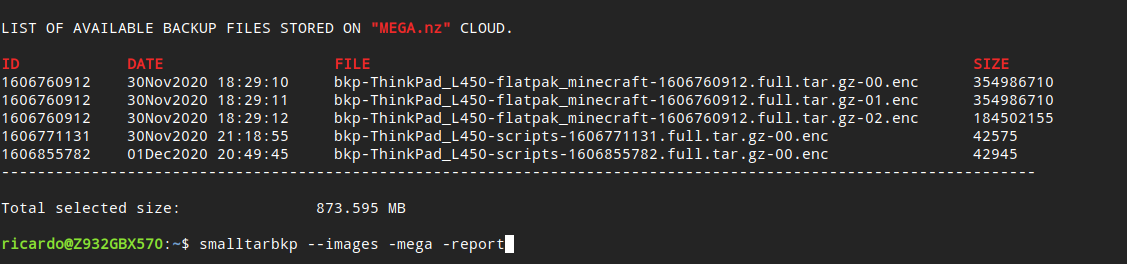 LIST OF AVAILABLE BACKUP FILES STORED ON "MEGA.nz" CLOUD.
ID DATE FILE SIZE
1606760912 30Nov2020 18:29:10 bkp-ThinkPad_L450-flatpak_minecraft-1606760912.full.tar.gz-00.enc 354986710
1606760912 30Nov2020 18:29:11 bkp-ThinkPad_L450-flatpak_minecraft-1606760912.full.tar.gz-01.enc 354986710
1606760912 30Nov2020 18:29:12 bkp-ThinkPad_L450-flatpak_minecraft-1606760912.full.tar.gz-02.enc 184502155
1606771131 30Nov2020 21:18:55 bkp-ThinkPad_L450-scripts-1606771131.full.tar.gz-00.enc 42575
1606855782 01Dec2020 20:49:45 bkp-ThinkPad_L450-scripts-1606855782.full.tar.gz-00.enc 42945
-------------------------------------------------------------------------------------------------------------------
Total selected size: 873.595 MB
ricardo@Z932GBX570:~$ smalltarbkp --images -mega -report